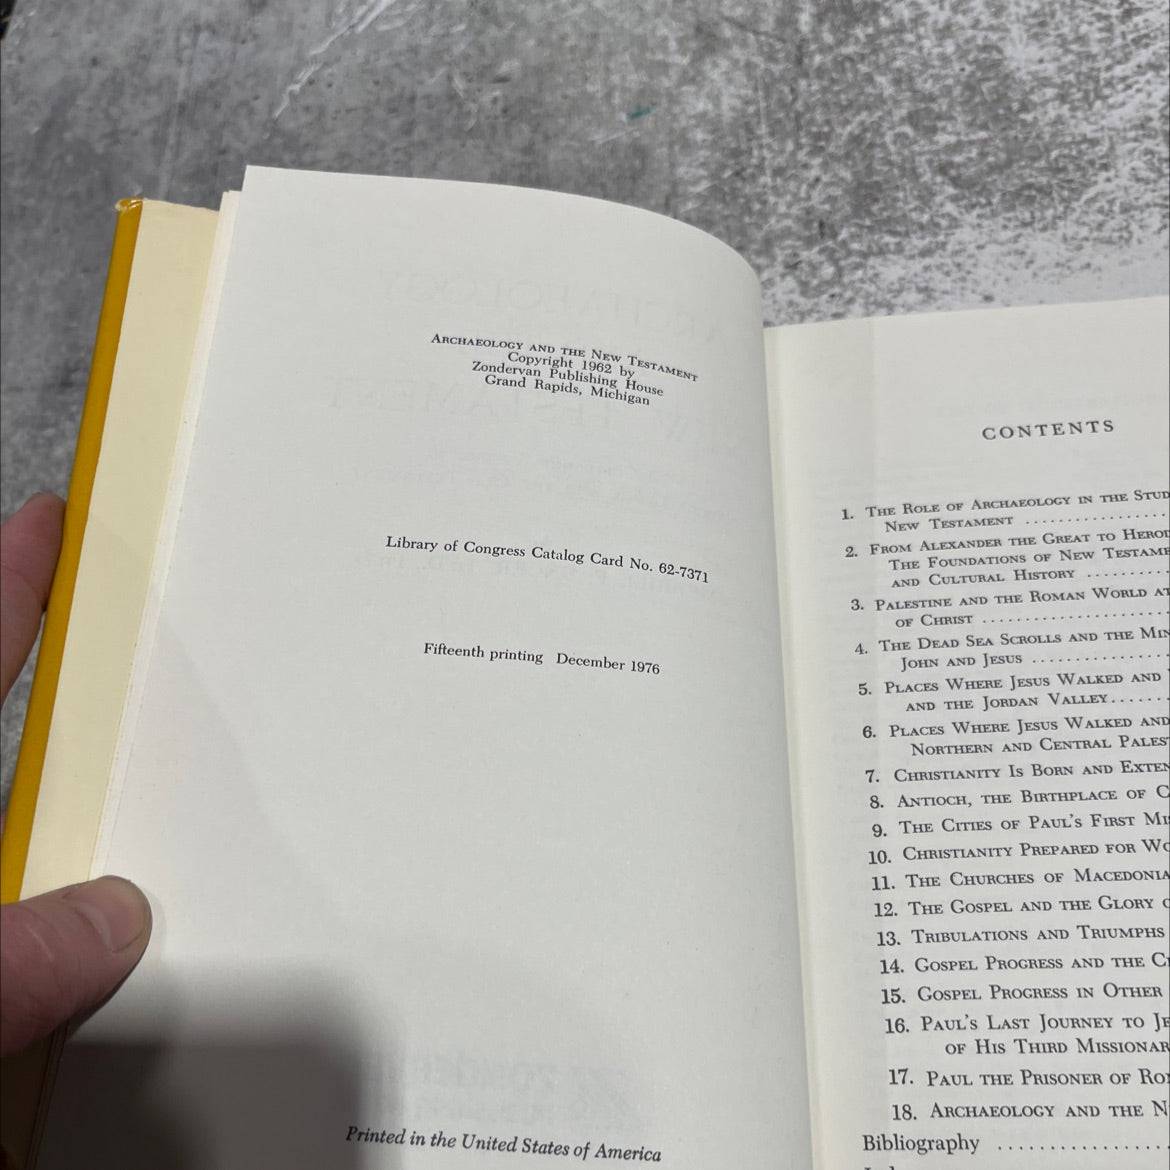 ARCHAEOLOGY AND THE NEW TESTAMENT
Copyright 1962 by
Zondervan Publishing House
Grand Rapids, Michigan
Library of Congress Catalog Card No. 62-7371
Fifteenth printing December 1976
Printed in the United States of America
CONTENTS
1. THE ROLE OF ARCHAEOLOGY IN THE
NEW TESTAMENT ................
2. FROM ALEXANDER THE GREAT TO
THE FOUNDATIONS OF NEW
AND CULTURAL HISTORY ..........
3. PALESTINE AND THE ROMAN WORLD
OF CHRIST ....................
4. THE DEAD SEA SCROLLS AND THE
JOHN AND JESUS ...............
5. PLACES WHERE JESUS WALKED AND
AND THE JORDAN VALLEY.......
6. PLACES WHERE JESUS WALKED AND
NORTHERN AND CENTRAL
7. CHRISTIANITY IS BORN AND
8. ANTIOCH, THE BIRTHPLACE OF
9. THE CITIES OF PAUL'S FIRST
10. CHRISTIANITY PREPARED FOR
11. THE CHURCHES OF MACEDONIA
12. THE GOSPEL AND THE GLORY
13. TRIBULATIONS AND TRIUMPHS
14. GOSPEL PROGRESS AND THE
15. GOSPEL PROGRESS IN OTHER
16. PAUL'S LAST JOURNEY TO
OF HIS THIRD
17. PAUL THE PRISONER OF
18. ARCHAEOLOGY AND THE
Bibliography ..................